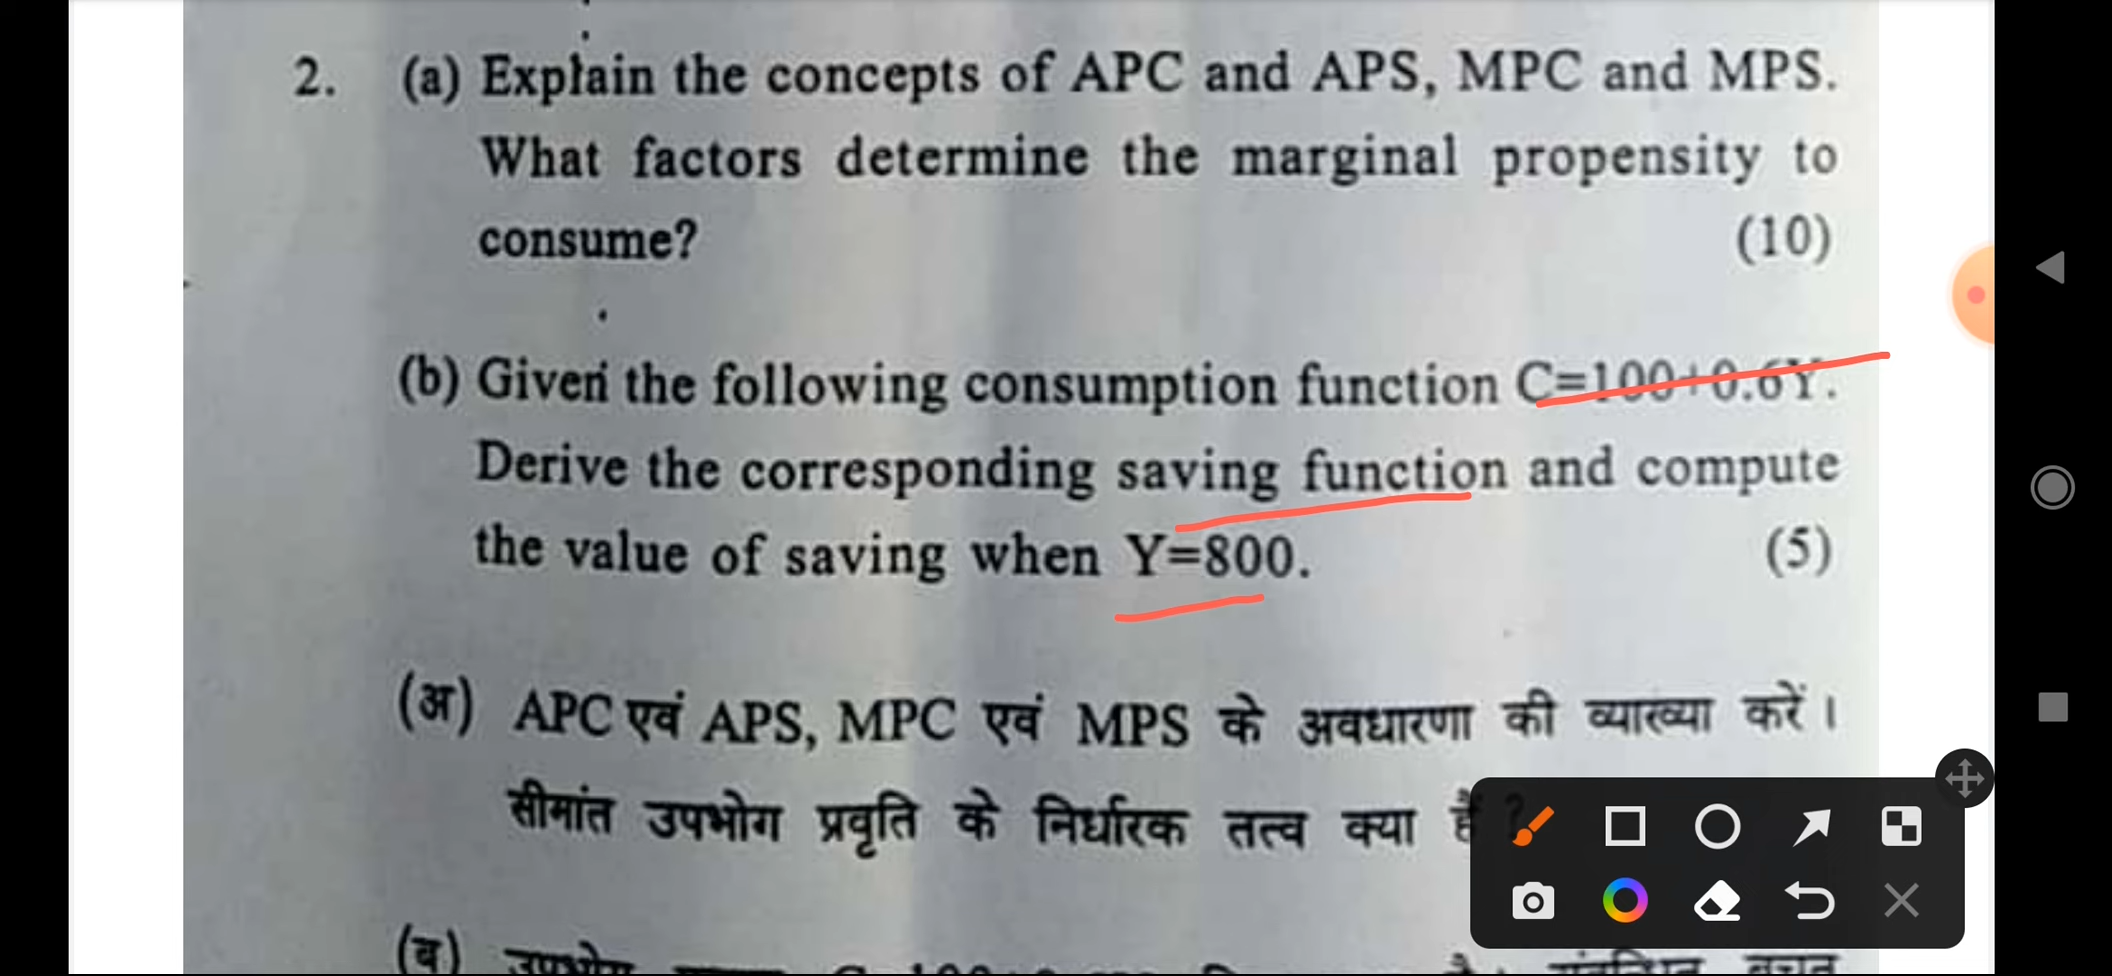 2. (a) Explain the concepts of APC and APS, MPC and MPS.
What factors determine the marginal propensity to
consume? (10)
(b) Given the following consumption function C=100+0.6Y.
Derive the corresponding saving function and compute
the value of saving when Y=800. (5)
(अ) APC एवं APS, MPC एवं MPS के अवधारणा की व्याख्या करें।
सीमांत उपभोग प्रवृति के निर्धारक तत्व क्या हैं ?
(ब) उपभोग